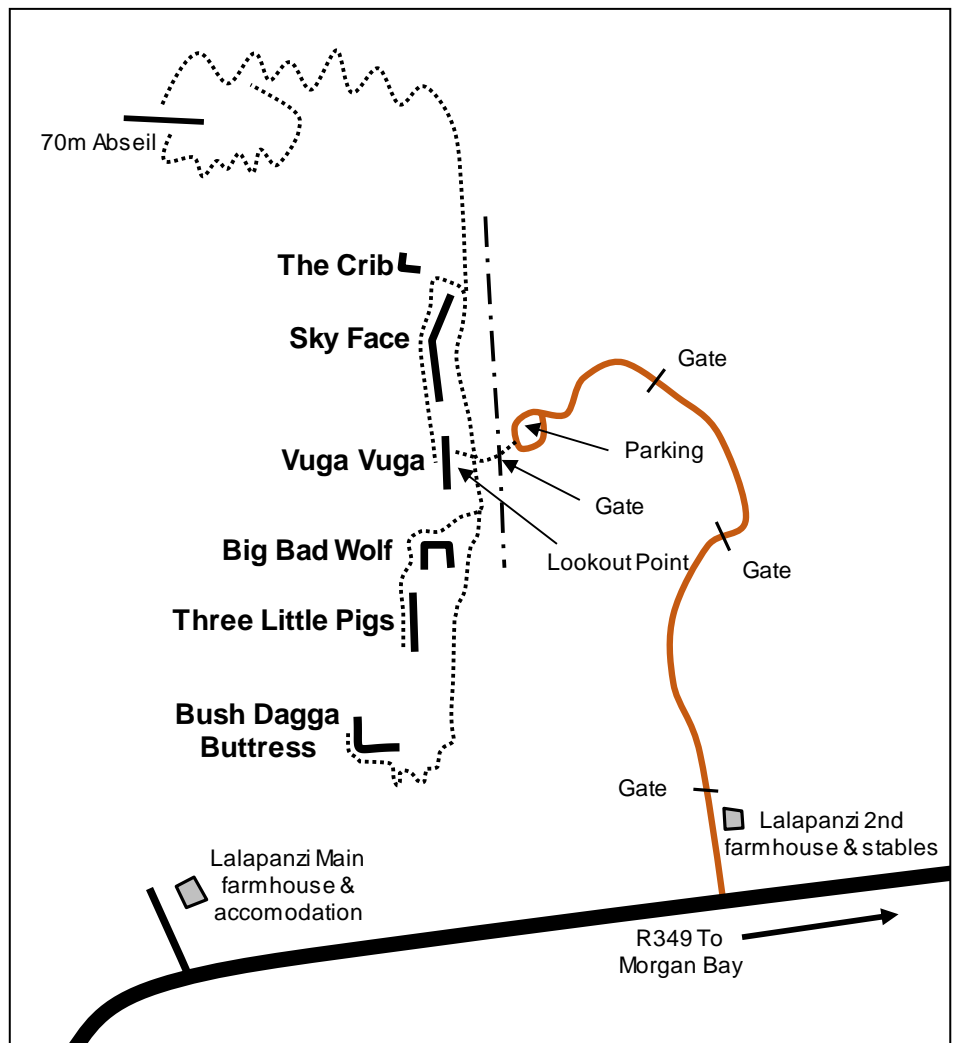 70m Abseil
The Crib
Sky Face
Gate
Parking
Vuga Vuga
Gate
Big Bad Wolf
Lookout Point
Gate
Three Little Pigs
Bush Dagga
Buttress
Gate
Lalapanzi 2nd
farmhouse & stables
Lalapanzi Main
farmhouse &
accomodation
R349 To
Morgan Bay